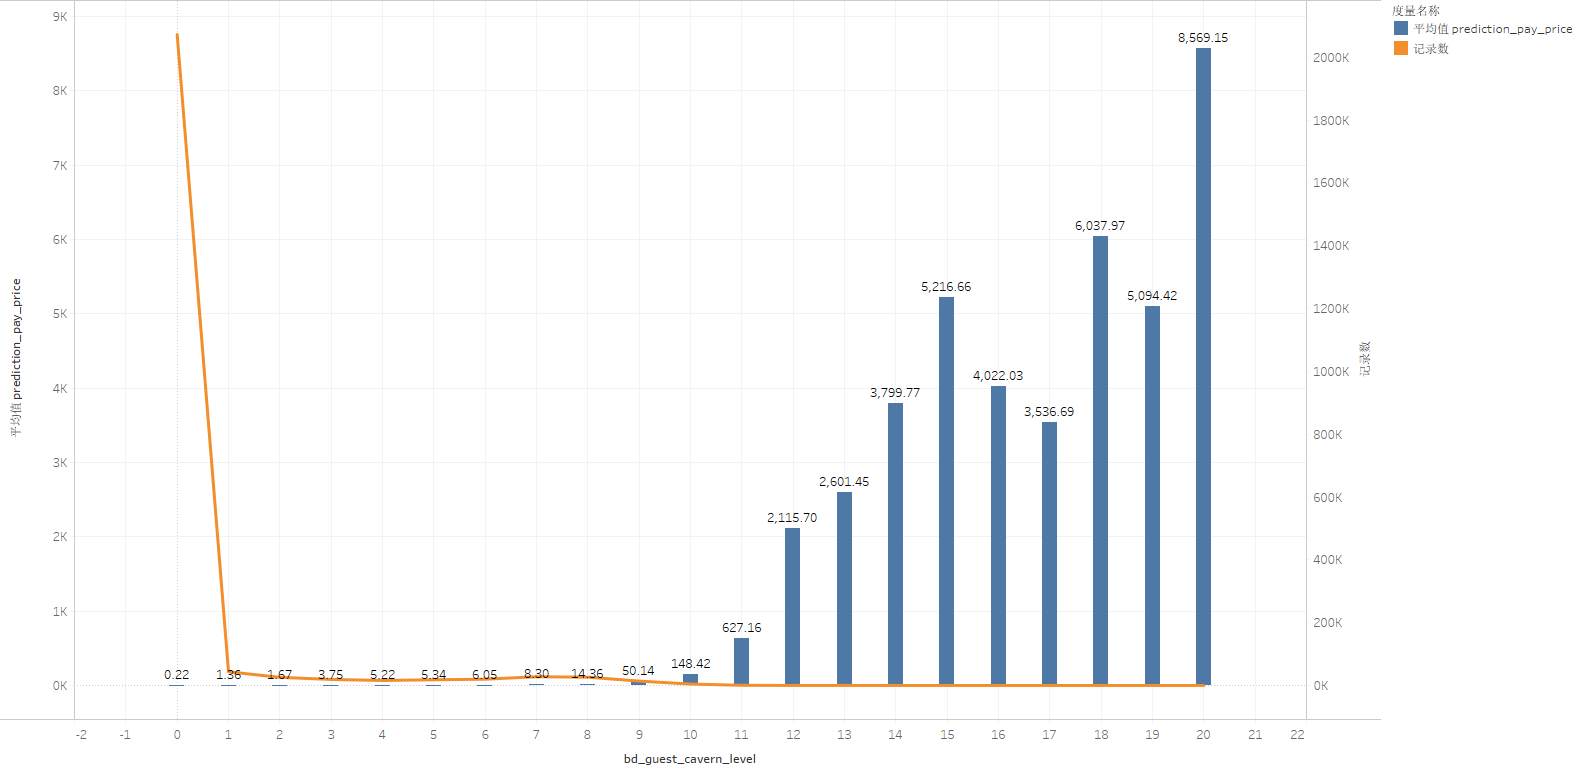 度量名称
平均值 prediction_pay_price
记录数
9K
8K
7K
6K
5K
4K
3K
2K
1K
0K
平均值 prediction_pay_price
0.22
1.36
1.67
3.75
5.22
5.34
6.05
8.30
14.36
50.14
148.42
627.16
2,115.70
2,601.45
3,799.77
5,216.66
4,022.03
3,536.69
6,037.97
5,094.42
8,569.15
2000K
1800K
1600K
1400K
1200K
1000K
800K
600K
400K
200K
0K
记录数
-2 -1 0 1 2 3 4 5 6 7 8 9 10 11 12 13 14 15 16 17 18 19 20 21 22
bd_guest_cavern_level